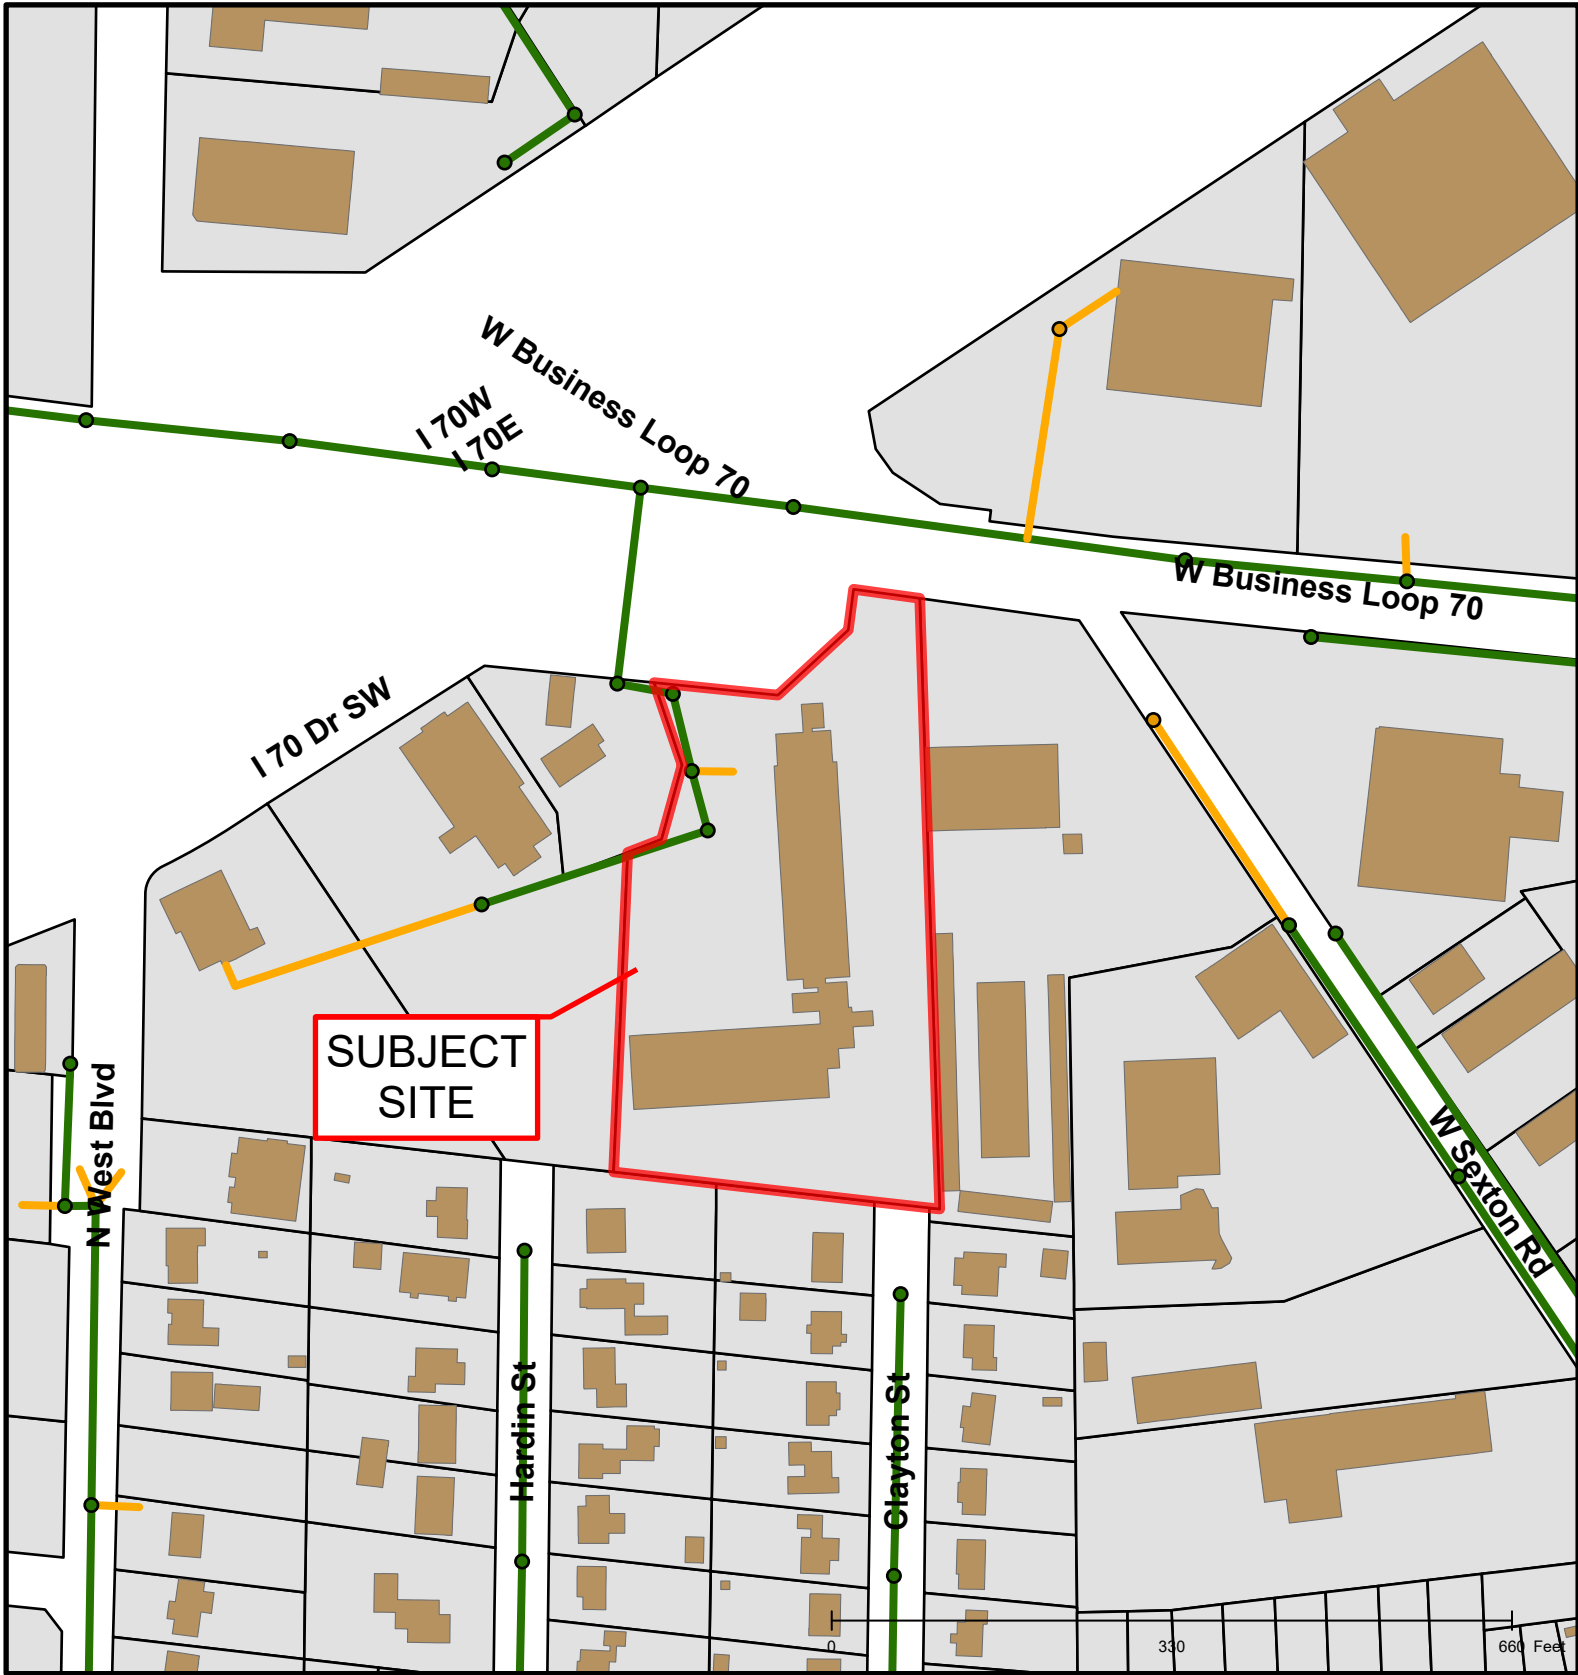 W Business Loop 70
I 70W
I 70E
W Business Loop 70
I 70 Dr SW
SUBJECT
SITE
N West Blvd
W Sexton Rd
Hardin St
Clayton St
0 330 660 Feet